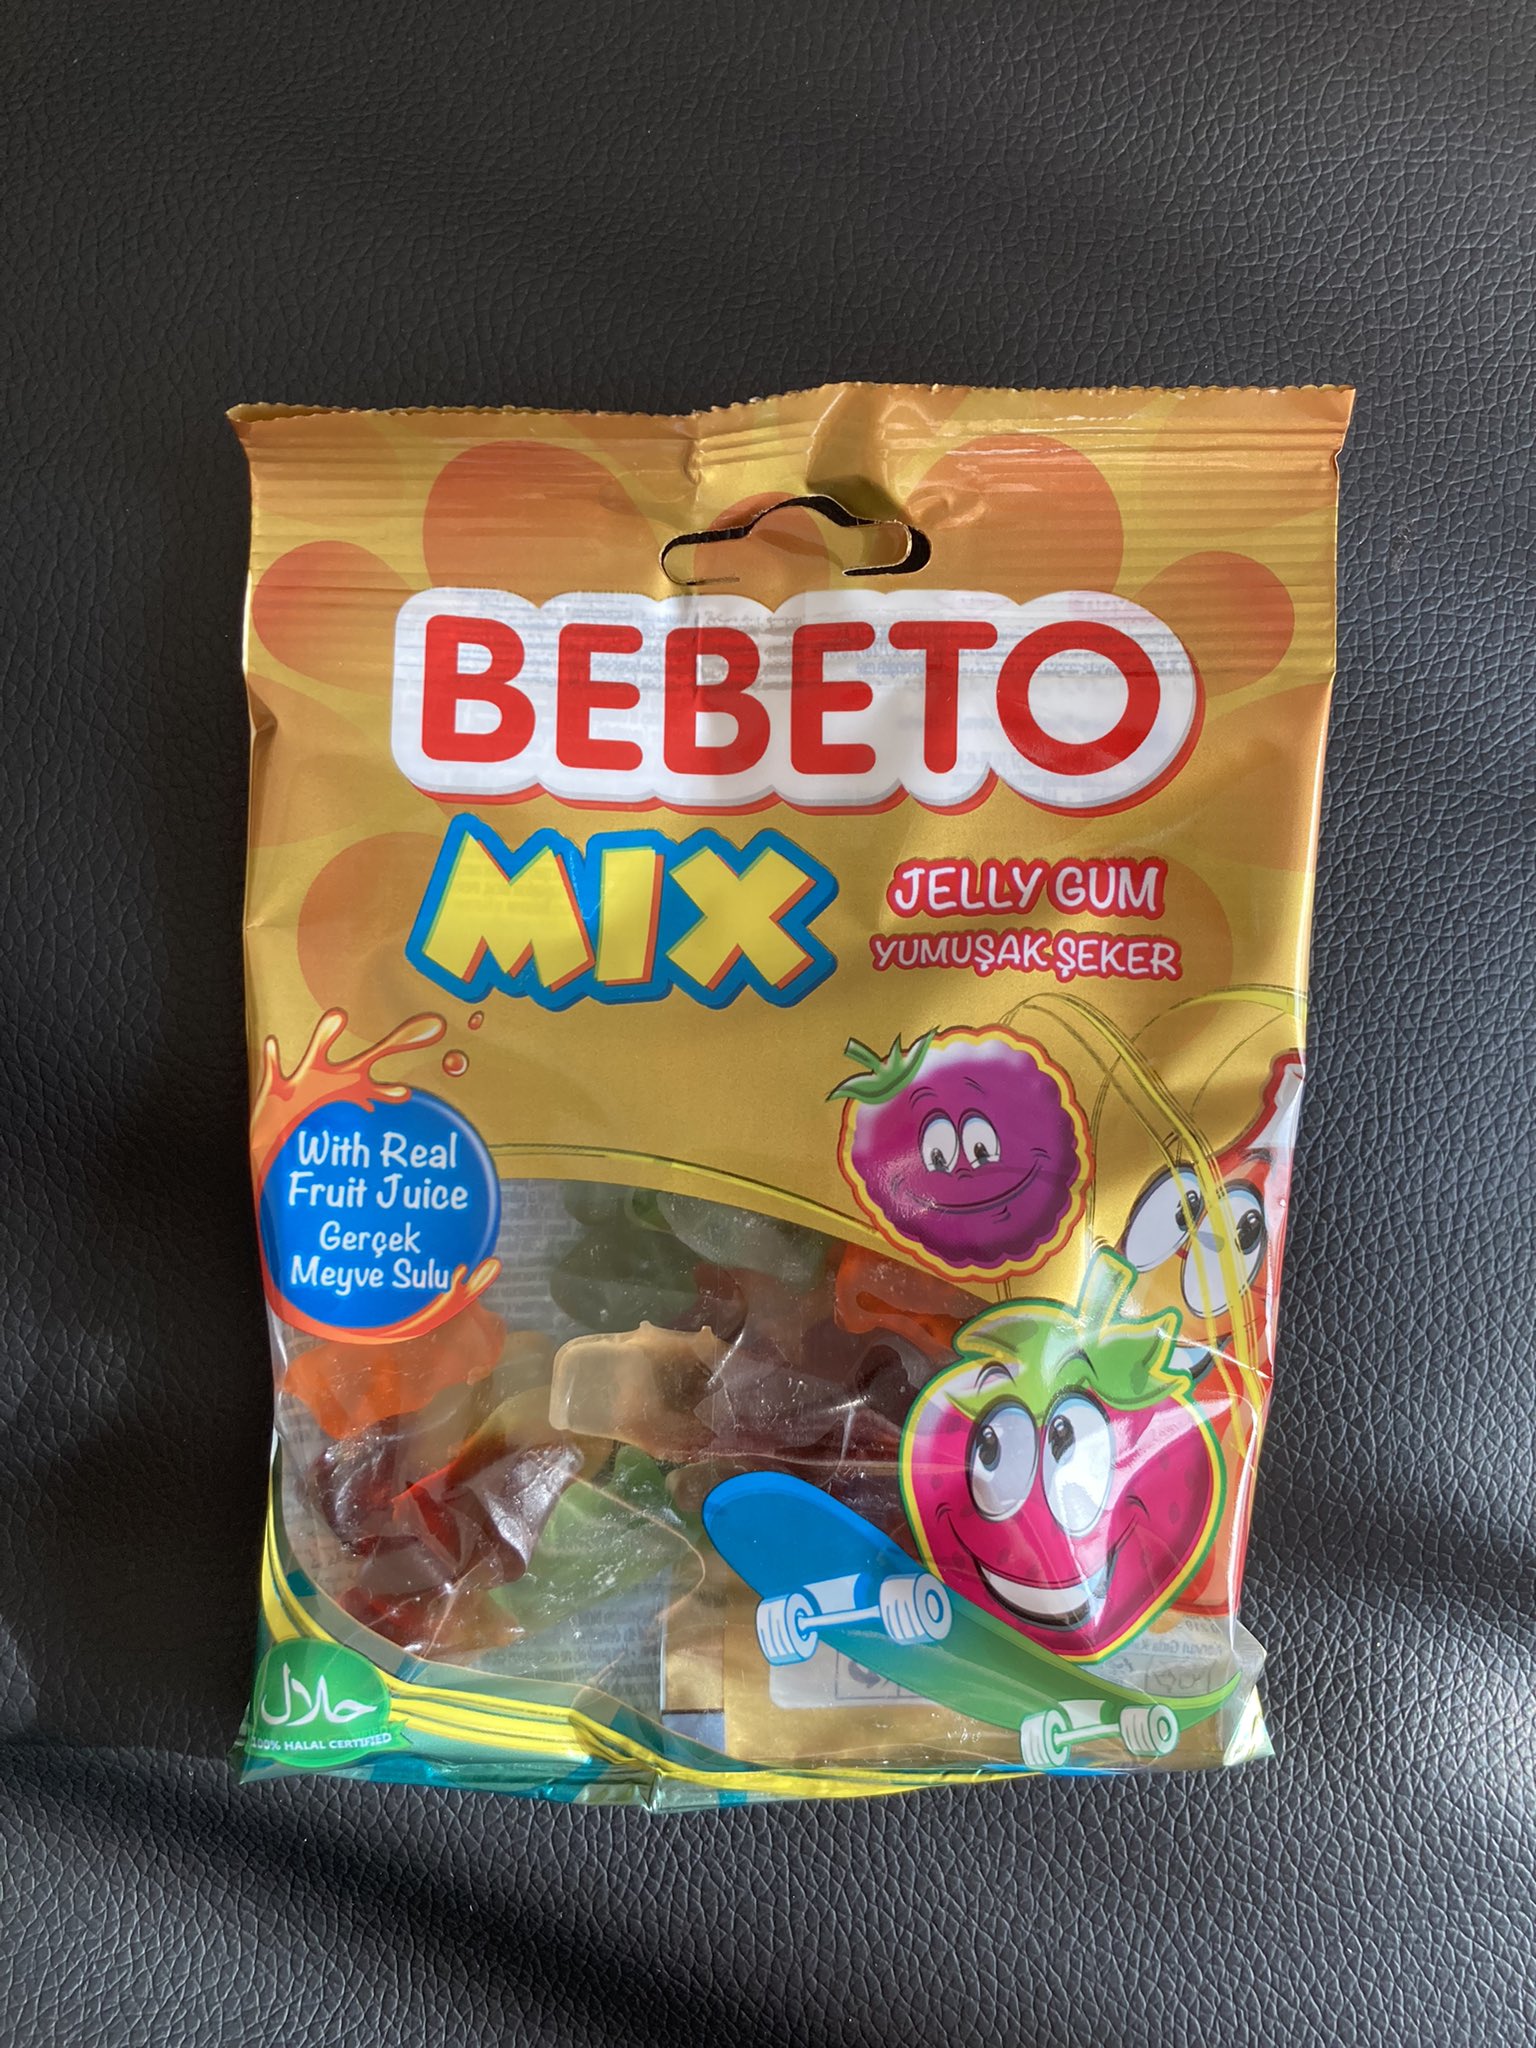 BEBETO
MIX
JELLY GUM
YUMUŞAK ŞEKER
With Real
Fruit Juice
Gerçek
Meyve Sulu
حلال
100% HALAL CERTIFIED